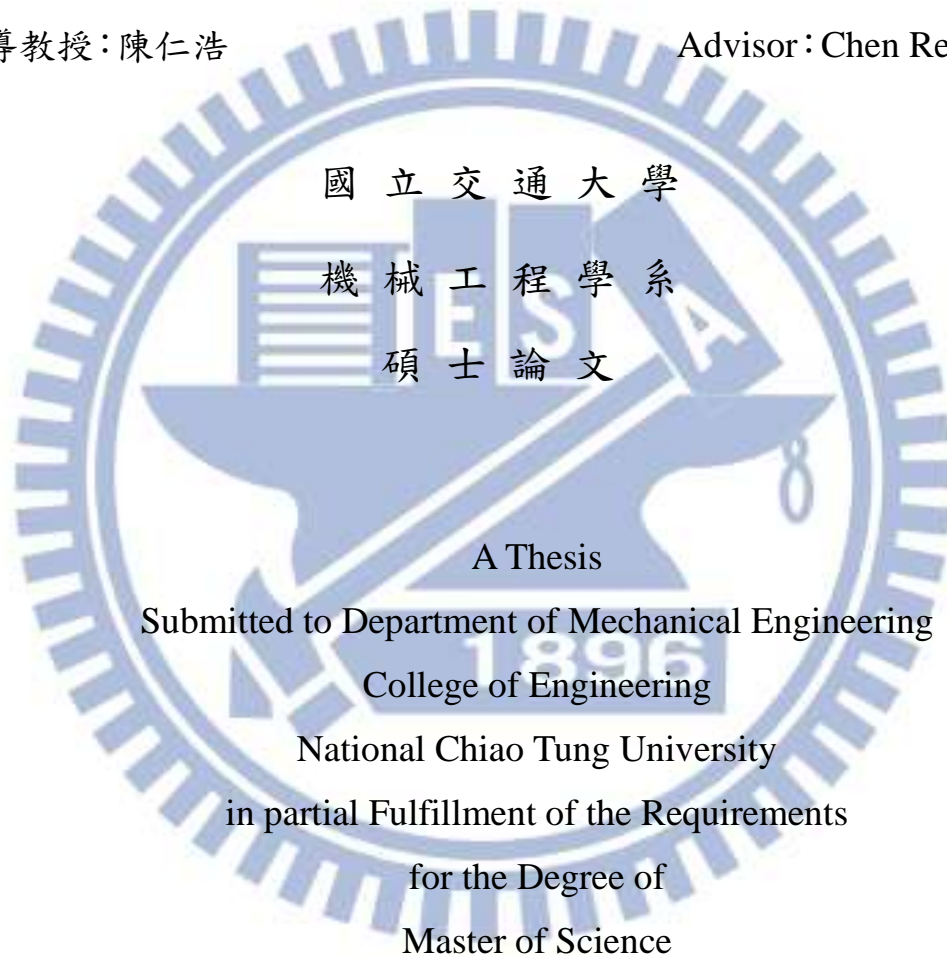 導教授：陳仁浩 Advisor：Chen Re
國立交通大學
機械工程學系
碩士論文
ESA
A Thesis
Submitted to Department of Mechanical Engineering
1896
College of Engineering
National Chiao Tung University
in partial Fulfillment of the Requirements
for the Degree of
Master of Science